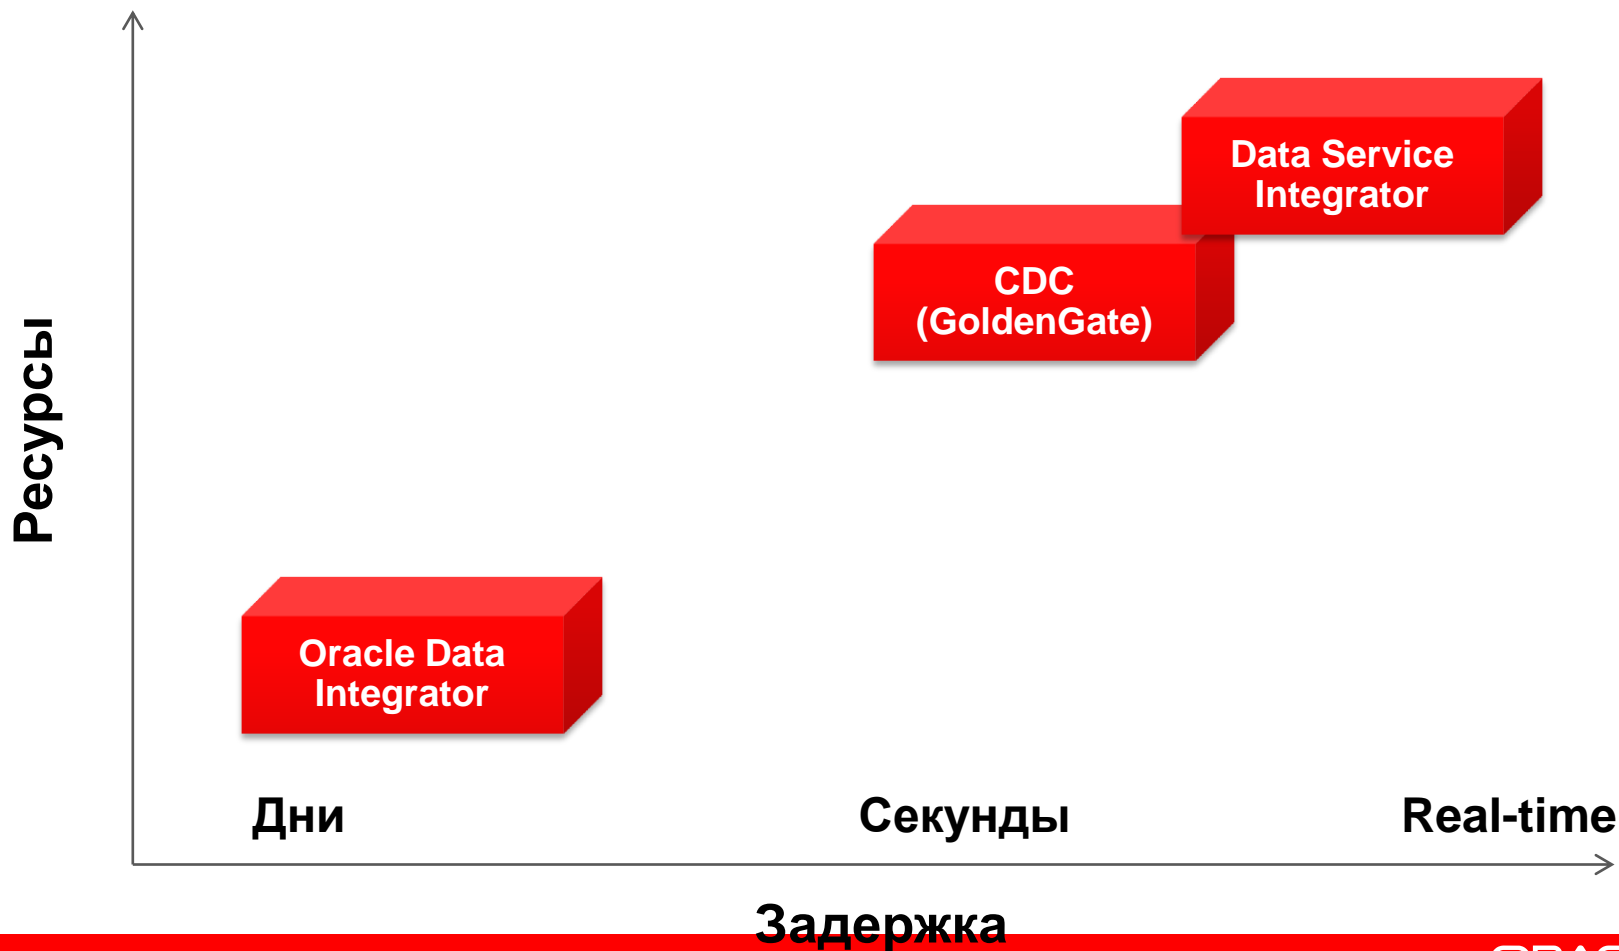 Data Service
Integrator
CDC
(GoldenGate)
Ресурсы
Oracle Data
Integrator
Дни
Секунды
Real-time
Задержка